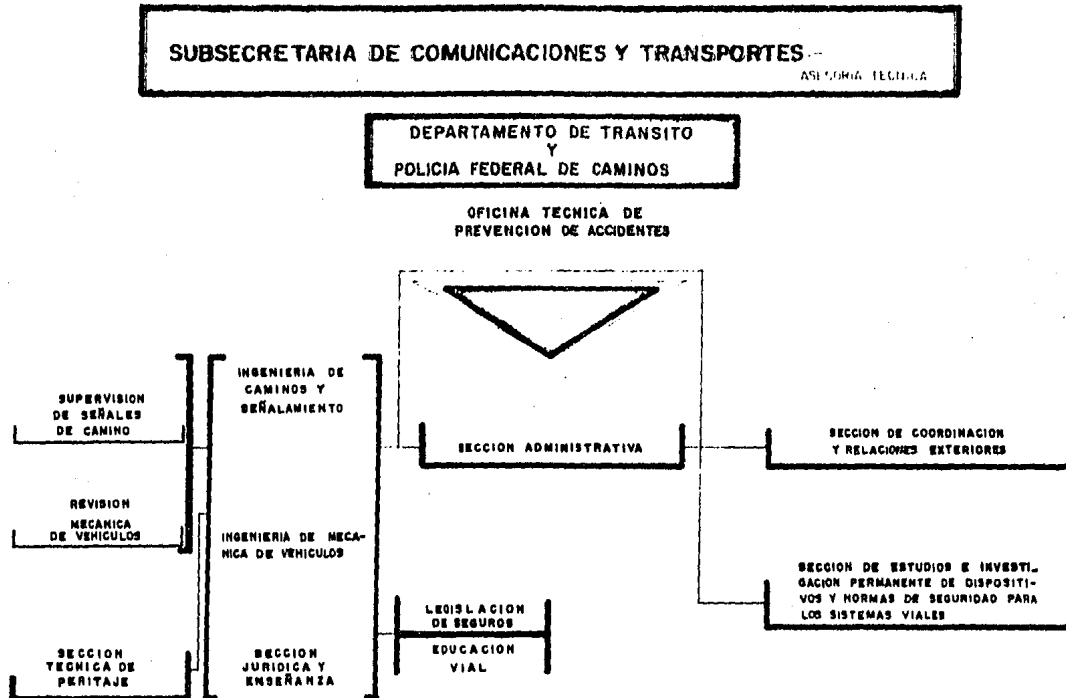 SUBSECRETARIA DE COMUNICACIONES Y TRANSPORTES
ASESORIA TECNICA
DEPARTAMENTO DE TRANSITO
Y
POLICIA FEDERAL DE CAMINOS
OFICINA TECNICA DE
PREVENCION DE ACCIDENTES
SUPERVISION
DE SEÑALES
DE CAMINO
REVISION
MECANICA
DE VEHICULOS
SECCION
TECNICA DE
PERITAJE
INGENIERIA DE
CAMINOS Y
SEÑALAMIENTO
INGENIERIA DE MECA-
NICA DE VEHICULOS
SECCION
JURIDICA Y
ENSEÑANZA
LEGISLACION
DE SEGUROS
EDUCACION
VIAL
SECCION ADMINISTRATIVA
SECCION DE COORDINACION
Y RELACIONES EXTERIORES
SECCION DE ESTUDIOS E INVESTI-
GACION PERMANENTE DE DISPOSITI-
VOS Y NORMAS DE SEGURIDAD PARA
LOS SISTEMAS VIALES